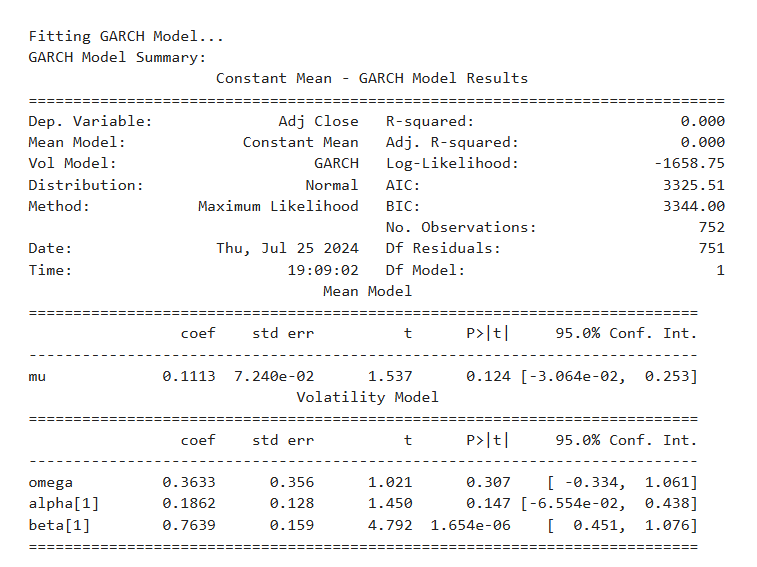 Fitting GARCH Model...
GARCH Model Summary:
Constant Mean - GARCH Model Results
==============================================================================
Dep. Variable: Adj Close R-squared: 0.000
Mean Model: Constant Mean Adj. R-squared: 0.000
Vol Model: GARCH Log-Likelihood: -1658.75
Distribution: Normal AIC: 3325.51
Method: Maximum Likelihood BIC: 3344.00
No. Observations: 752
Date: Thu, Jul 25 2024 Df Residuals: 751
Time: 19:09:02 Df Model: 1
Mean Model
===========================================================================
coef std err t P>|t| 95.0% Conf. Int.
---------------------------------------------------------------------------
mu 0.1113 7.240e-02 1.537 0.124 [-3.064e-02, 0.253]
Volatility Model
===========================================================================
coef std err t P>|t| 95.0% Conf. Int.
---------------------------------------------------------------------------
omega 0.3633 0.356 1.021 0.307 [ -0.334, 1.061]
alpha[1] 0.1862 0.128 1.450 0.147 [-6.554e-02, 0.438]
beta[1] 0.7639 0.159 4.792 1.654e-06 [ 0.451, 1.076]
===========================================================================